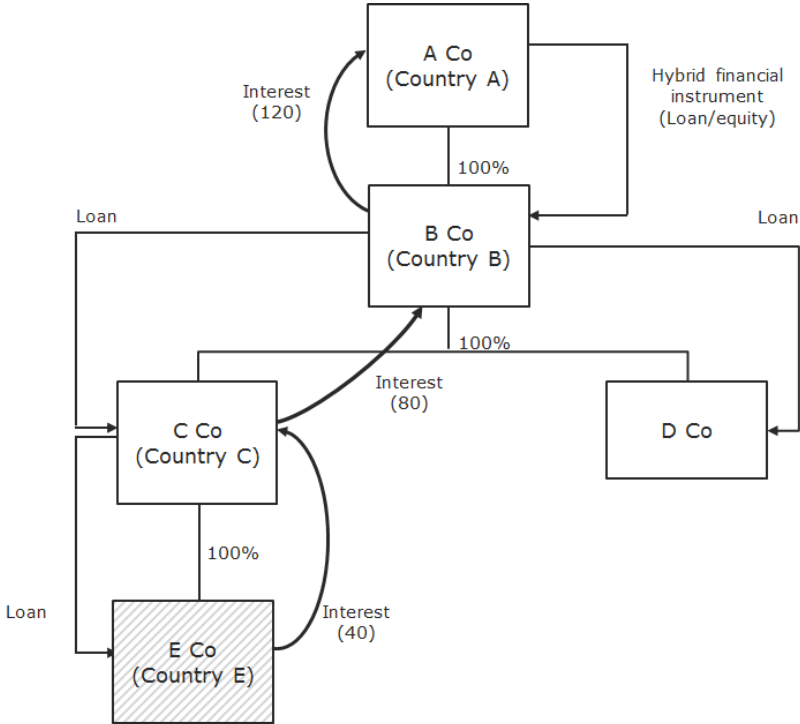 A Co
(Country A)
Hybrid financial
instrument
(Loan/equity)
Interest
(120)
100%
Loan
B Co
(Country B)
Loan
100%
Interest
(80)
C Co
(Country C)
D Co
100%
Loan
Interest
(40)
E Co
(Country E)